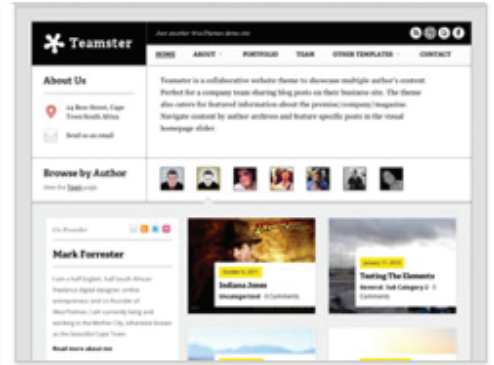 Teamster
Just another WooThemes demo site
HOME ABOUT PORTFOLIO TEAM OTHER TEMPLATES CONTACT
About Us
24 Beer Street, Cape
Town South Africa
Send us an email
Teamster is a collaborative website theme to showcase multiple author's content.
Perfect for a company team sharing blog posts on their business site. The theme
also caters for featured information about the premise/company/magazine.
Navigate content by author archives and feature specific posts in the visual
homepage slider.
Browse by Author
View the Team page
Co-Founder
Mark Forrester
I am a half English, half South African
freelance digital designer, online
entrepreneur and co-founder of
WooThemes. I am currently living and
working in the Mother City, otherwise known
as the beautiful Cape Town.
Read more about me
October 6, 2011
Indiana Jones
Uncategorized 0 Comments
January 11, 2012
Testing The Elements
General, Sub Category D 5
Comments